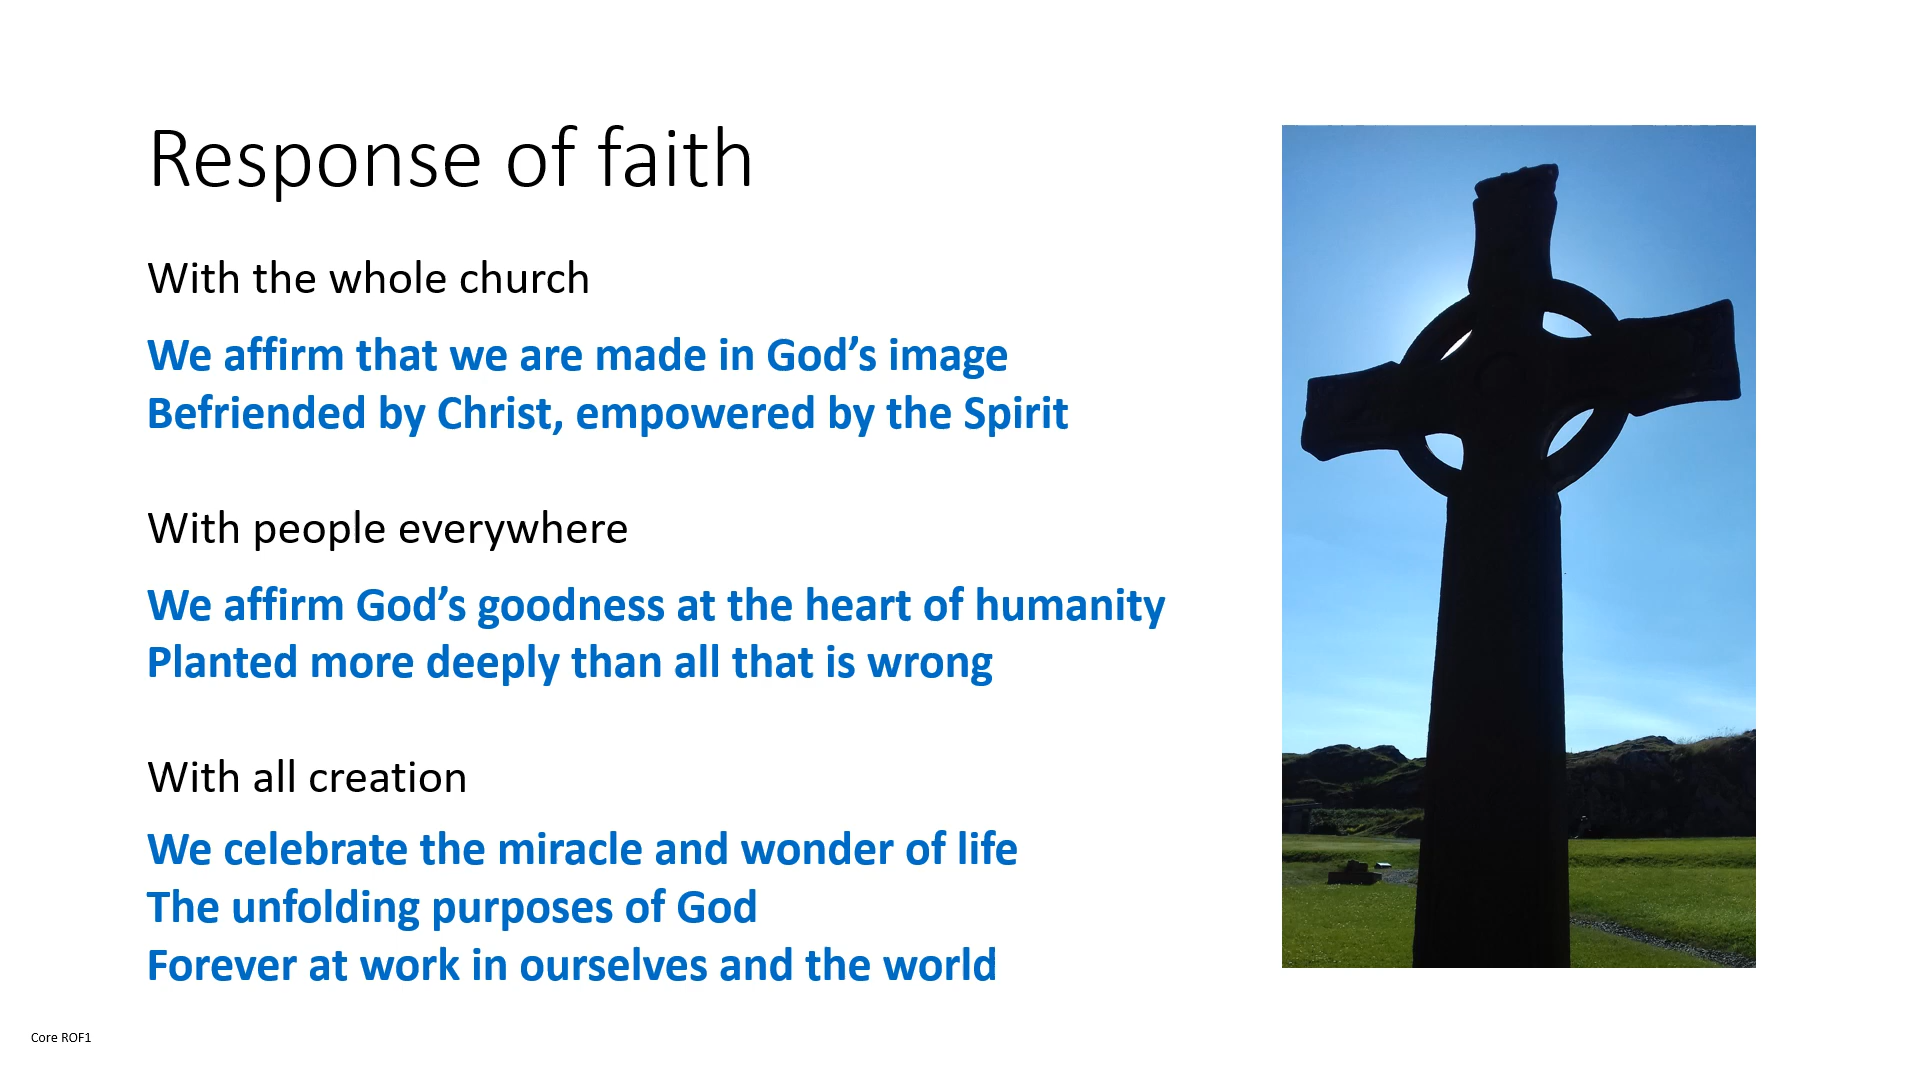 Response of faith
With the whole church
We affirm that we are made in God’s image
Befriended by Christ, empowered by the Spirit
With people everywhere
We affirm God’s goodness at the heart of humanity
Planted more deeply than all that is wrong
With all creation
We celebrate the miracle and wonder of life
The unfolding purposes of God
Forever at work in ourselves and the world
Core ROF1